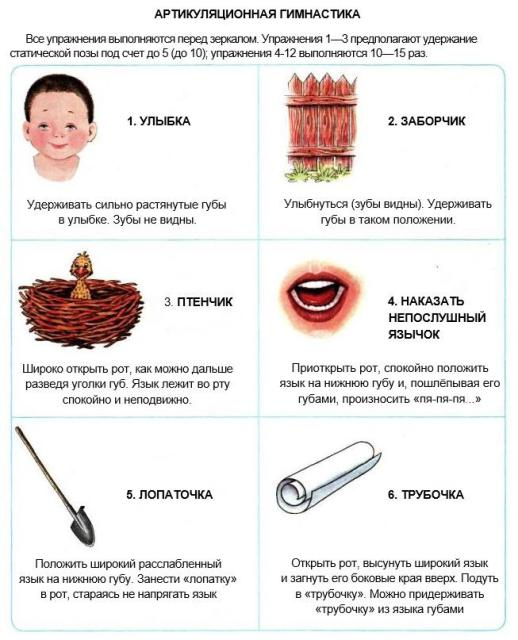 АРТИКУЛЯЦИОННАЯ ГИМНАСТИКА
Все упражнения выполняются перед зеркалом. Упражнения 1—3 предполагают удержание
статической позы под счет до 5 (до 10); упражнения 4-12 выполняются 10—15 раз.
1. УЛЫБКА
Удерживать сильно растянутые губы
в улыбке. Зубы не видны.
2. ЗАБОРЧИК
Улыбнуться (зубы видны). Удерживать
губы в таком положении.
3. ПТЕНЧИК
Широко открыть рот, как можно дальше
разведя уголки губ. Язык лежит во рту
спокойно и неподвижно.
4. НАКАЗАТЬ
НЕПОСЛУШНЫЙ
ЯЗЫЧОК
Приоткрыть рот, спокойно положить
язык на нижнюю губу и, пошлёпывая его
губами, произносить «пя-пя-пя...»
5. ЛОПАТОЧКА
Положить широкий расслабленный
язык на нижнюю губу. Занести «лопатку»
в рот, стараясь не напрягать язык
6. ТРУБОЧКА
Открыть рот, высунуть широкий язык
и загнуть его боковые края вверх. Подуть
в «трубочку». Можно придерживать
«трубочку» из языка губами